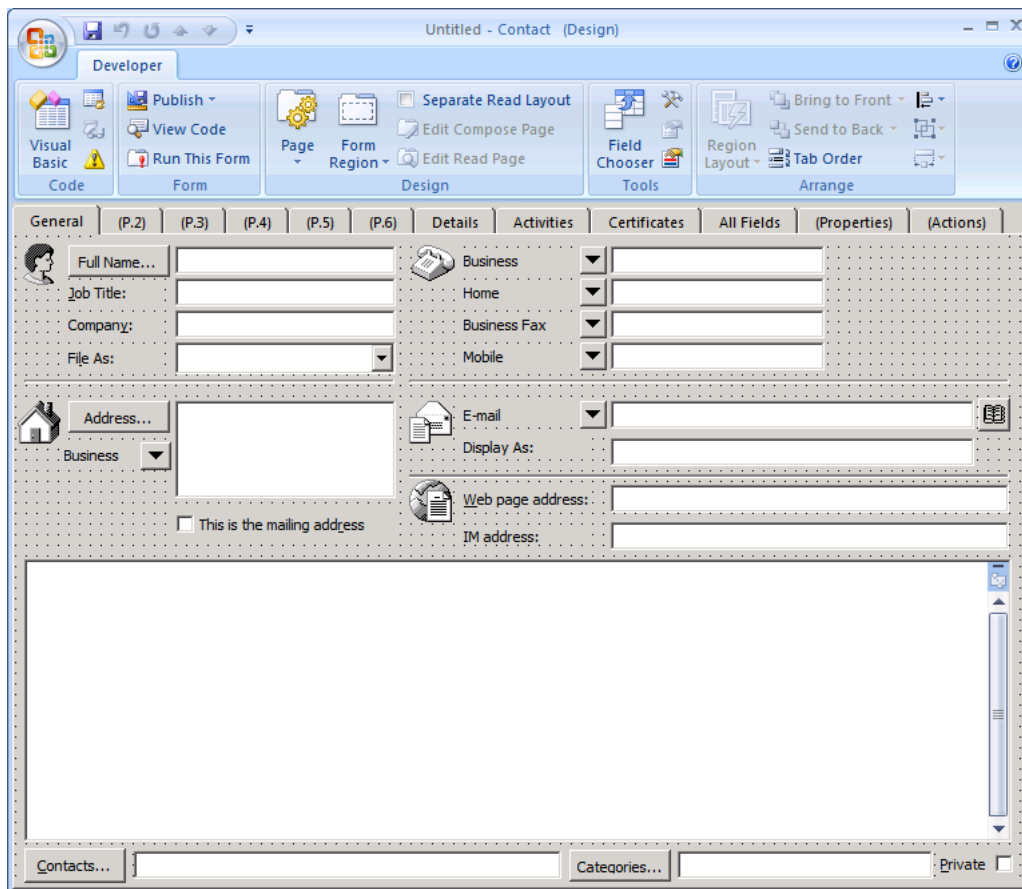 Untitled - Contact (Design)
Developer
Visual Basic
Publish
View Code
Run This Form
Code
Form
Page
Form Region
Separate Read Layout
Edit Compose Page
Edit Read Page
Design
Field Chooser
Tools
Region Layout
Bring to Front
Send to Back
Tab Order
Arrange
General (P.2) (P.3) (P.4) (P.5) (P.6) Details Activities Certificates All Fields (Properties) (Actions)
Full Name... Business
Job Title: Home
Company: Business Fax
File As: Mobile
Address... E-mail
Business Display As:
Web page address:
This is the mailing address
IM address:
Contacts... Categories... Private